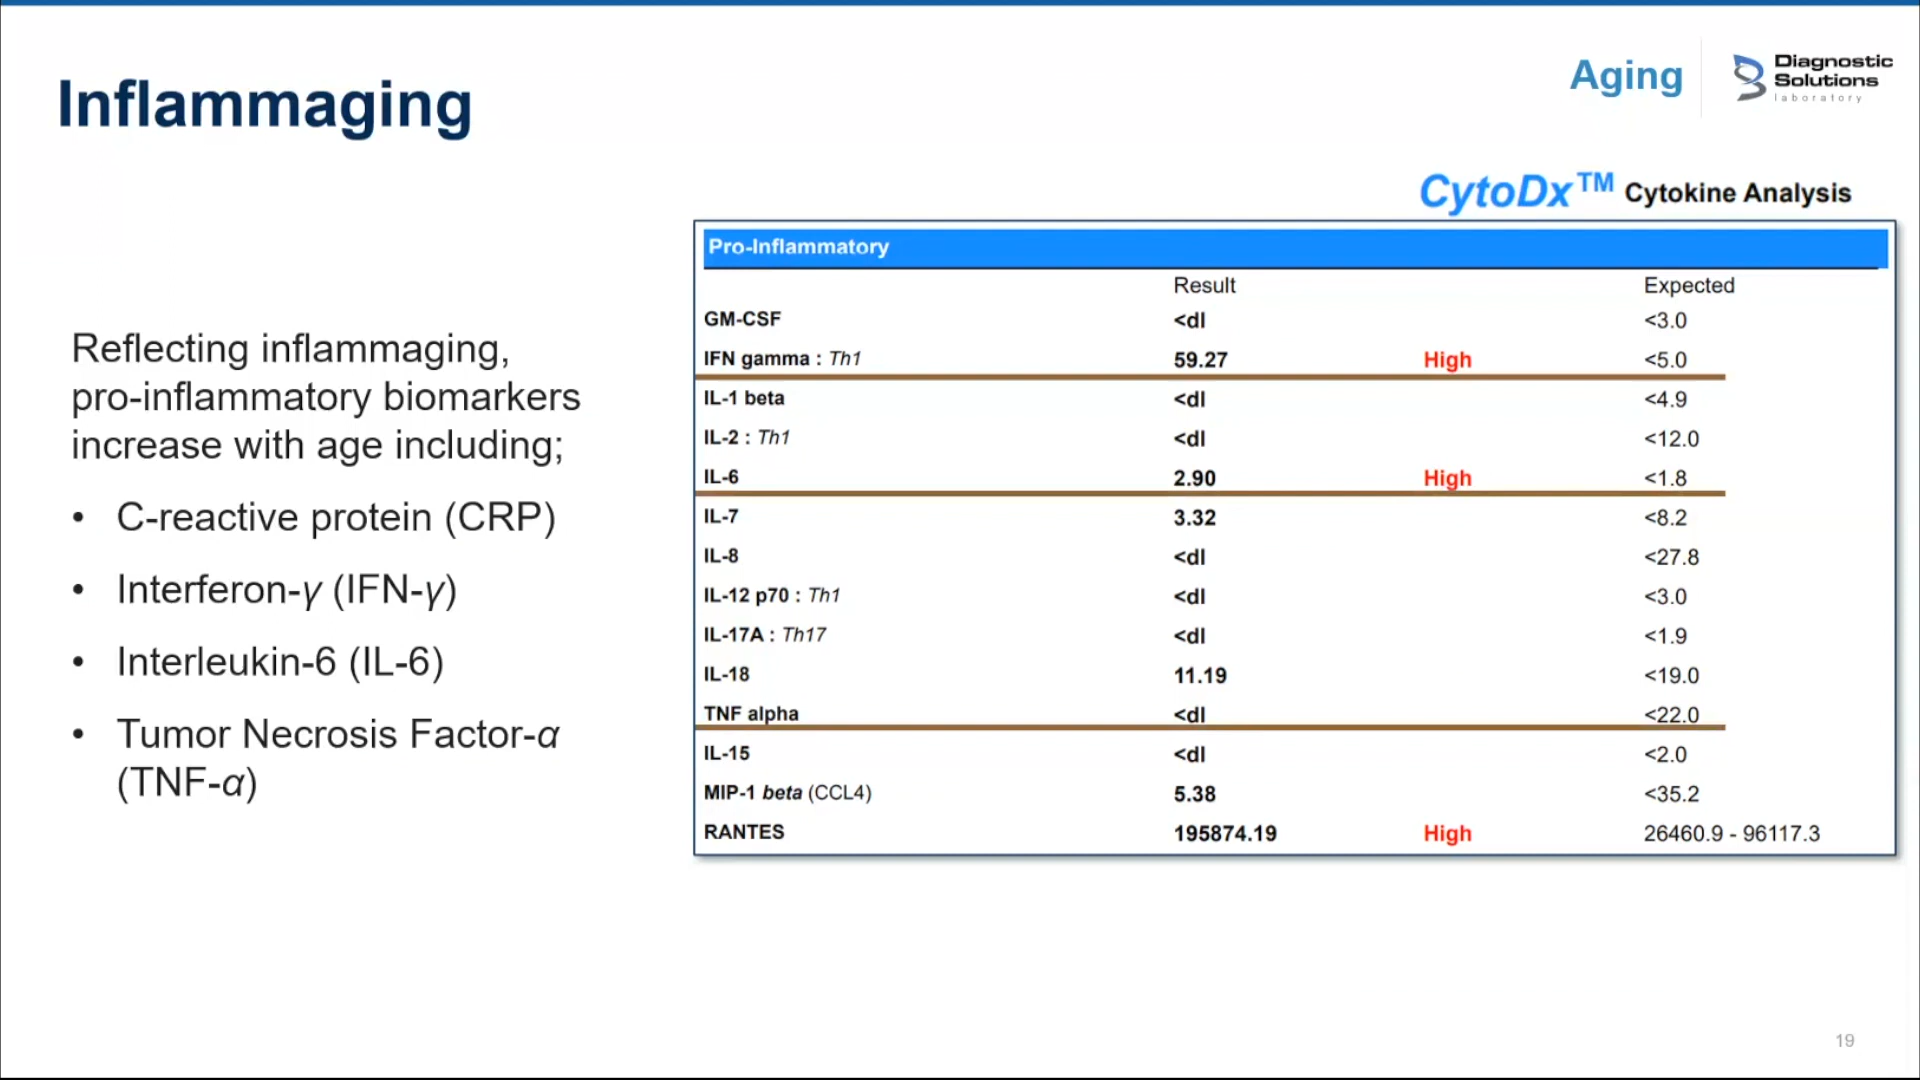 Inflammaging
Aging
Diagnostic
Solutions
laboratory
CytoDx™ Cytokine Analysis
Reflecting inflammaging,
pro-inflammatory biomarkers
increase with age including;
• C-reactive protein (CRP)
• Interferon-γ (IFN-γ)
• Interleukin-6 (IL-6)
• Tumor Necrosis Factor-α
(TNF-α)
Pro-Inflammatory
Result Expected
GM-CSF <dl <3.0
IFN gamma : Th1 59.27 High <5.0
IL-1 beta <dl <4.9
IL-2 : Th1 <dl <12.0
IL-6 2.90 High <1.8
IL-7 3.32 <8.2
IL-8 <dl <27.8
IL-12 p70 : Th1 <dl <3.0
IL-17A : Th17 <dl <1.9
IL-18 11.19 <19.0
TNF alpha <dl <22.0
IL-15 <dl <2.0
MIP-1 beta (CCL4) 5.38 <35.2
RANTES 195874.19 High 26460.9 - 96117.3
19